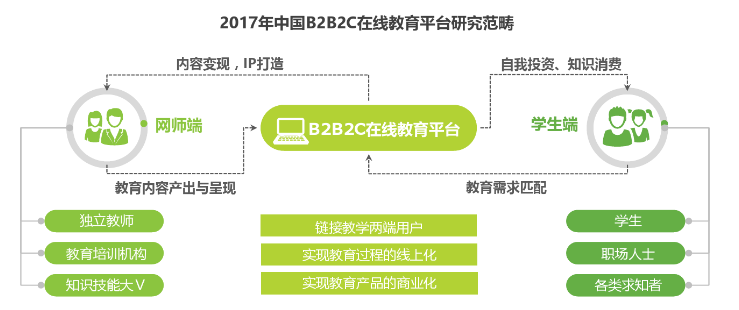 2017年中国B2B2C在线教育平台研究范畴
内容变现，IP打造
自我投资、知识消费
网师端
B2B2C在线教育平台
学生端
教育内容产出与呈现
教育需求匹配
独立教师
教育培训机构
知识技能大V
链接教学两端用户
实现教育过程的线上化
实现教育产品的商业化
学生
职场人士
各类求知者